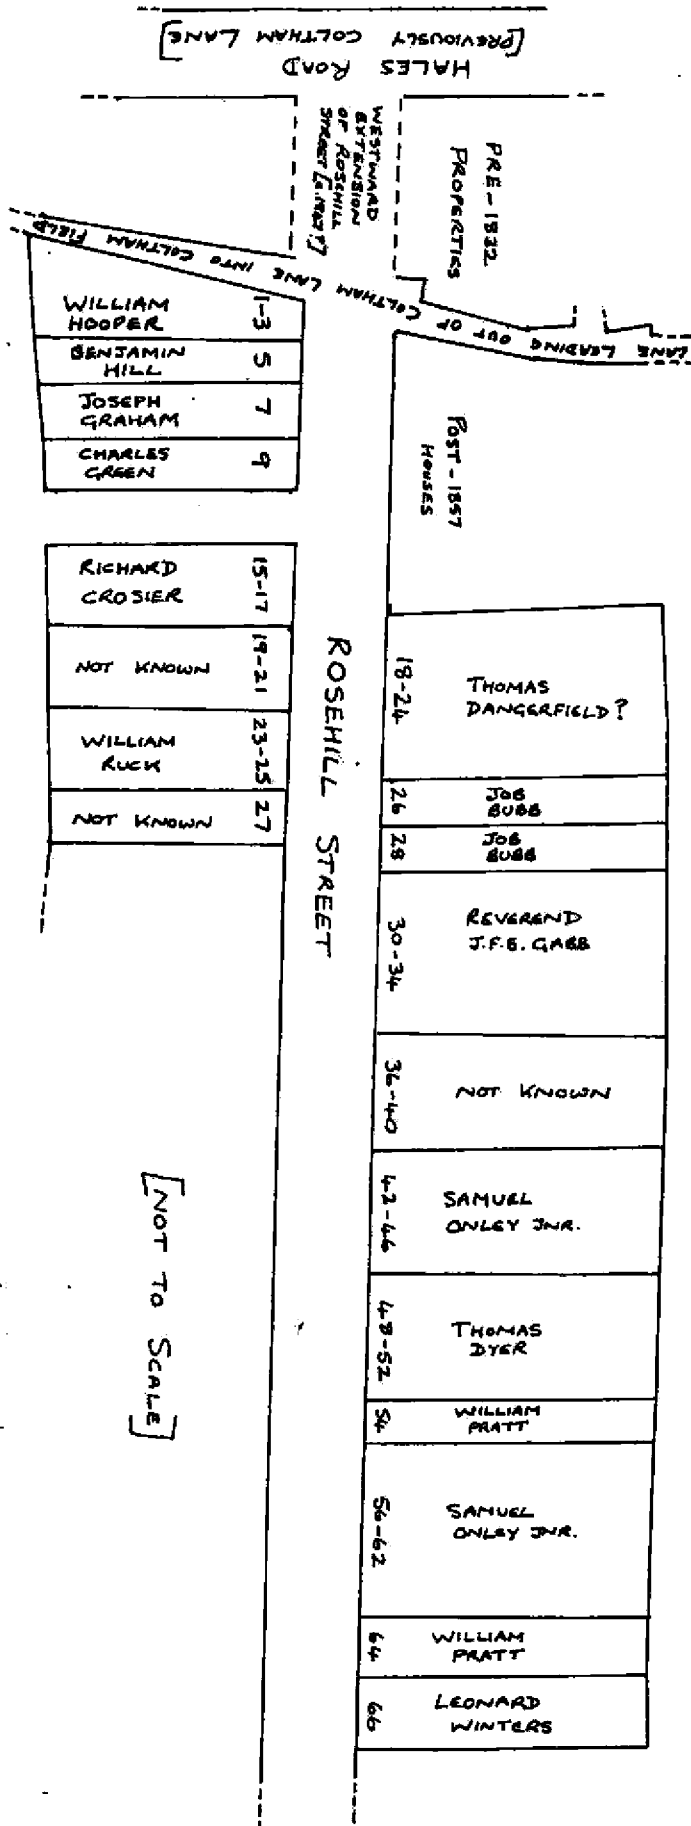 [PREVIOUSLY COLTHAM LANE]
HALES ROAD
WESTWARD
EXTENSION
OF ROSEHILL
PRE-1832
PROPERTIES
LANE LEADING OUT OF COLTHAM LANE INTO COLTHAM FIELD
WILLIAM
HOOPER
1-3
BENJAMIN
HILL
5
JOSEPH
GRAHAM
7
CHARLES
GREEN
9
POST-1857
HOUSES
RICHARD
CROSIER
15-17
NOT KNOWN
19-21
WILLIAM
RUCK
23-25
NOT KNOWN
27
ROSEHILL STREET
18-24
THOMAS
DANGERFIELD?
26
JOB
BUBB
28
JOB
BUBB
30-34
REVEREND
J.F.E. GABB
36-40
NOT KNOWN
42-46
SAMUEL
ONLEY JNR.
48-52
THOMAS
DYER
54
WILLIAM
PRATT
56-62
SAMUEL
ONLEY JNR.
64
WILLIAM
PRATT
66
LEONARD
WINTERS
[NOT TO SCALE]